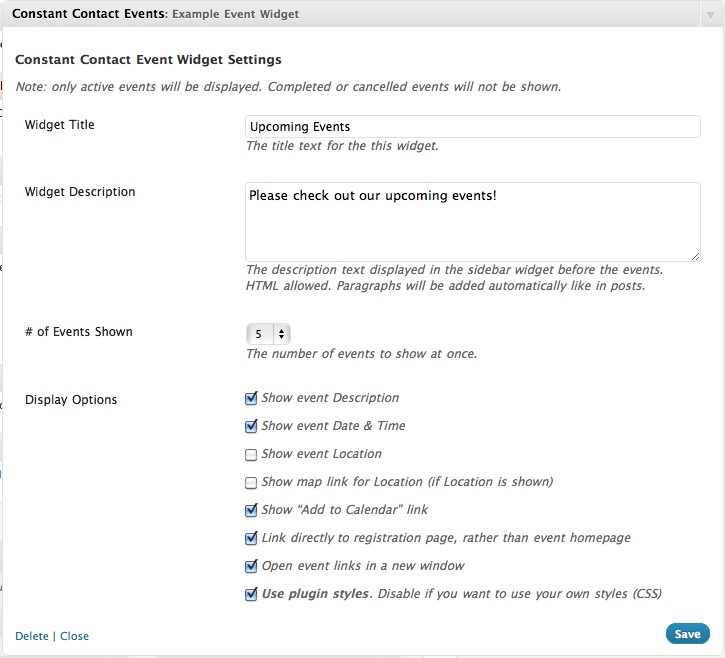 Constant Contact Events: Example Event Widget
Constant Contact Event Widget Settings
Note: only active events will be displayed. Completed or cancelled events will not be shown.
Widget Title
Upcoming Events
The title text for the this widget.
Widget Description
Please check out our upcoming events!
The description text displayed in the sidebar widget before the events.
HTML allowed. Paragraphs will be added automatically like in posts.
# of Events Shown
5
The number of events to show at once.
Display Options
Show event Description
Show event Date & Time
Show event Location
Show map link for Location (if Location is shown)
Show “Add to Calendar” link
Link directly to registration page, rather than event homepage
Open event links in a new window
Use plugin styles. Disable if you want to use your own styles (CSS)
Delete | Close
Save